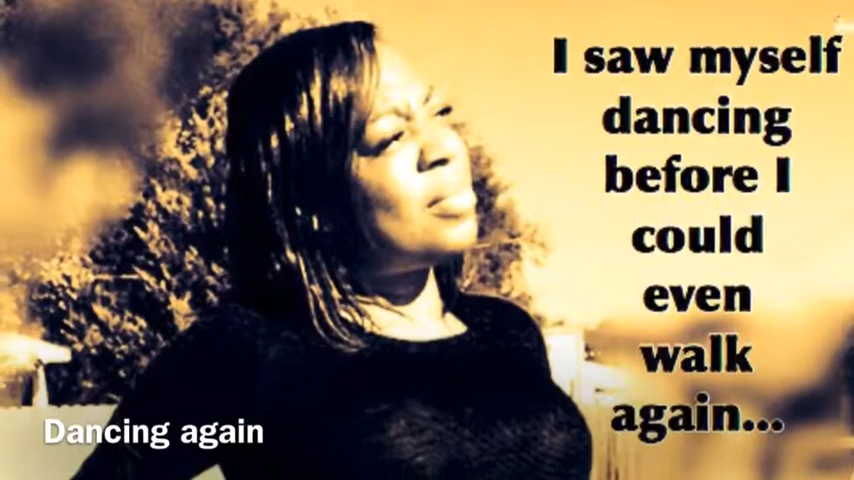 I saw myself
dancing
before I
could
even
walk
again...
Dancing again